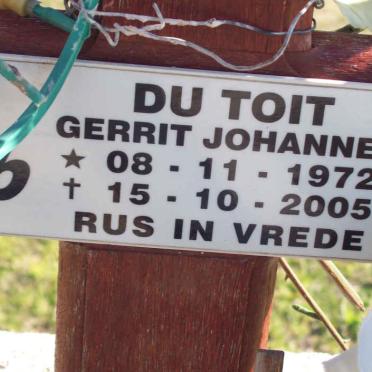 DU TOIT
GERRIT JOHANNE
★ 08 - 11 - 1972
✝ 15 - 10 - 2005
RUS IN VREDE